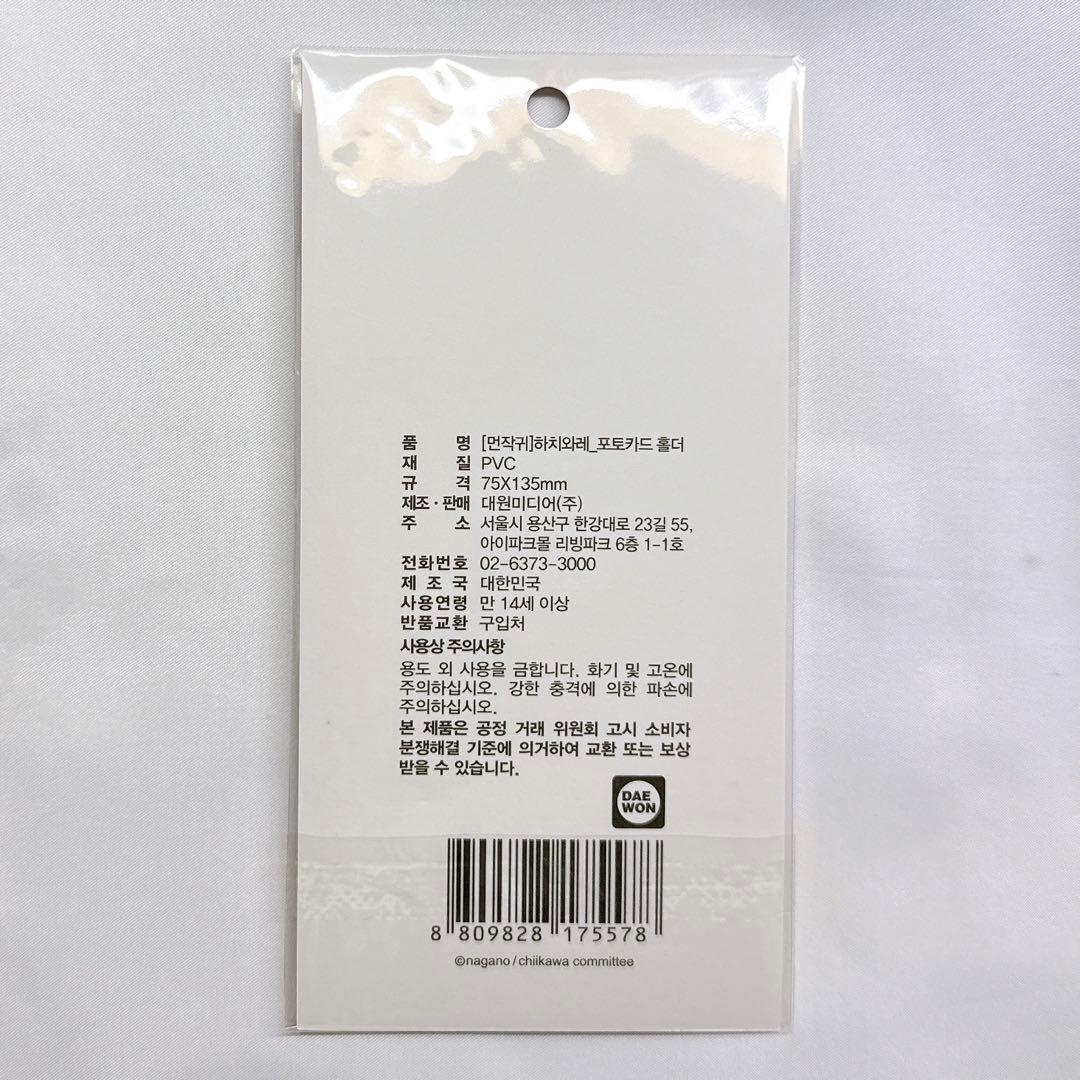 품 명 [먼작귀]하치와레_포토카드 홀더
재 질 PVC
규 격 75X135mm
제조·판매 대원미디어(주)
주 소 서울시 용산구 한강대로 23길 55,
아이파크몰 리빙파크 6층 1-1호
전화번호 02-6373-3000
제 조 국 대한민국
사용연령 만 14세 이상
반품교환 구입처
사용상 주의사항
용도 외 사용을 금합니다. 화기 및 고온에
주의하십시오. 강한 충격에 의한 파손에
주의하십시오.
본 제품은 공정 거래 위원회 고시 소비자
분쟁해결 기준에 의거하여 교환 또는 보상
받을 수 있습니다.
DAE
WON
8 809828 175578
©nagano/chiikawa committee